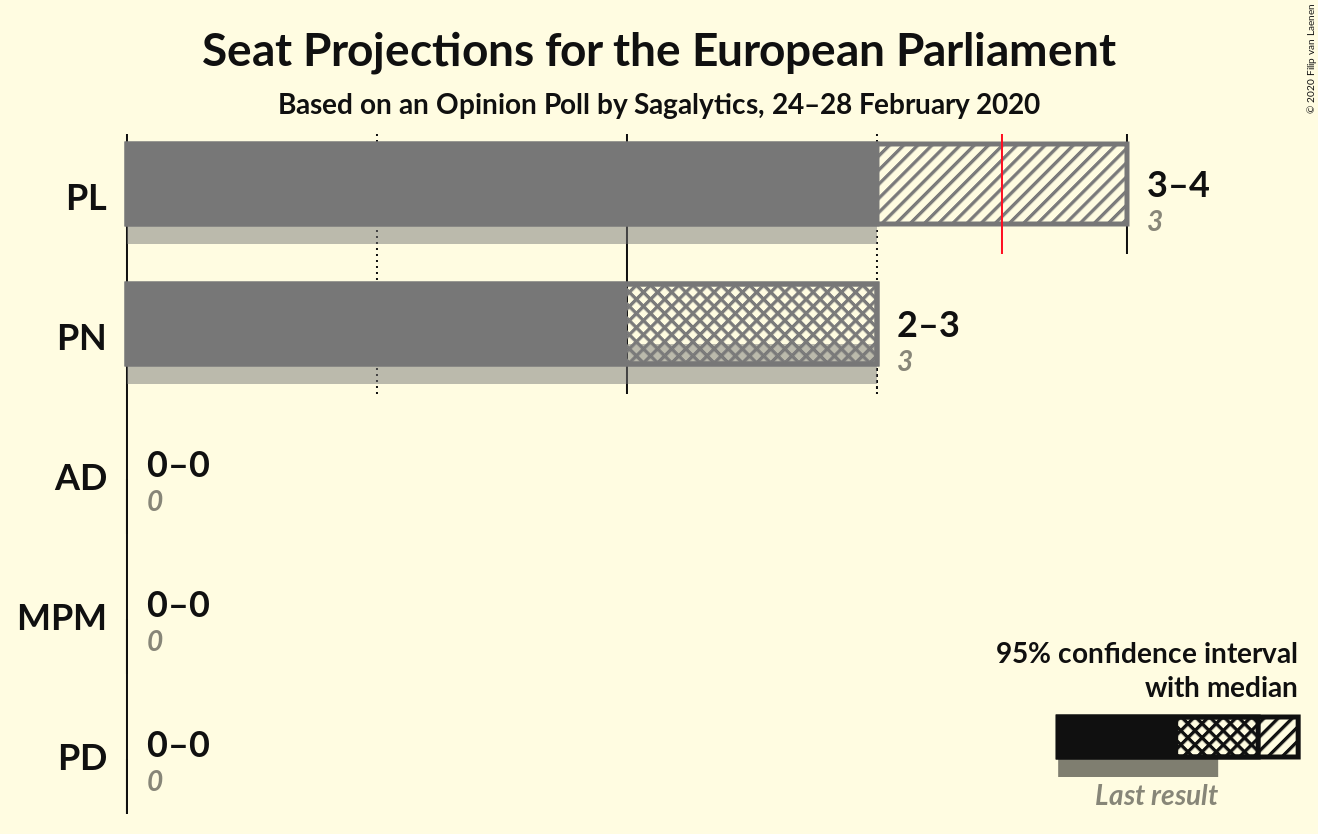 Seat Projections for the European Parliament
Based on an Opinion Poll by Sagalytics, 24–28 February 2020
© 2020 Filip van Laenen
PL
3–4
3
PN
2–3
3
AD
0–0
0
MPM
0–0
0
PD
0–0
0
95% confidence interval
with median
Last result